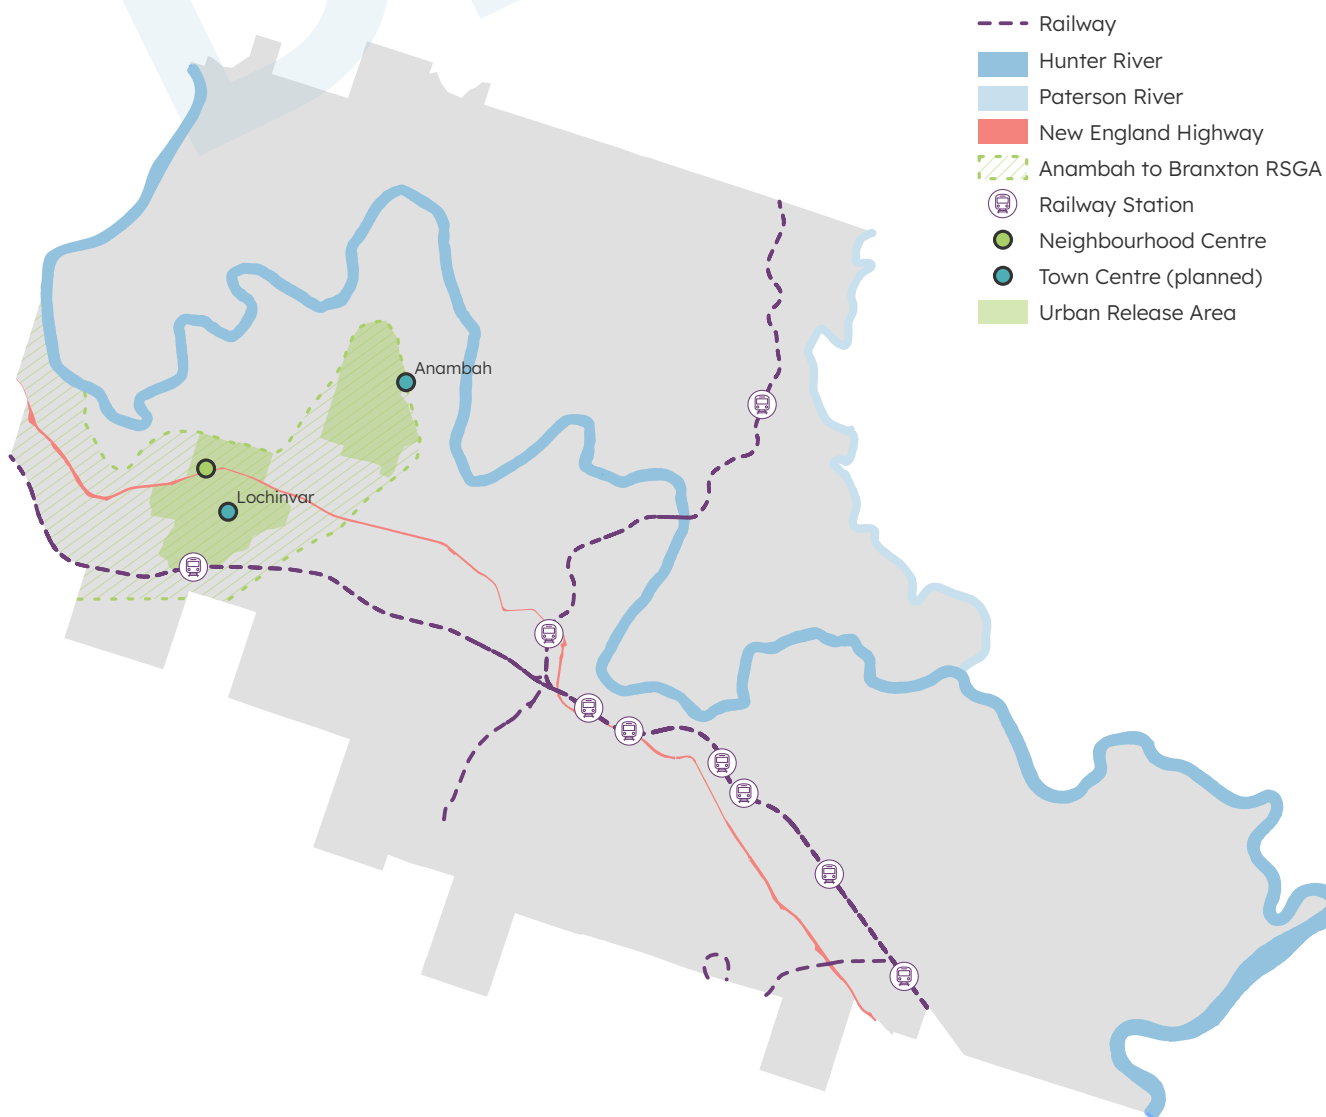 Railway
Hunter River
Paterson River
New England Highway
Anambah to Branxton RSGA
Railway Station
Neighbourhood Centre
Town Centre (planned)
Urban Release Area
Anambah
Lochinvar